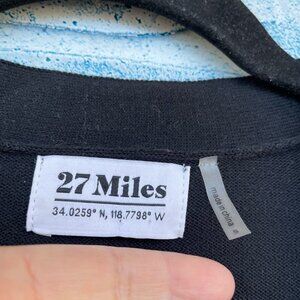 27 Miles
34.0259° N, 118.7798° W
made in china